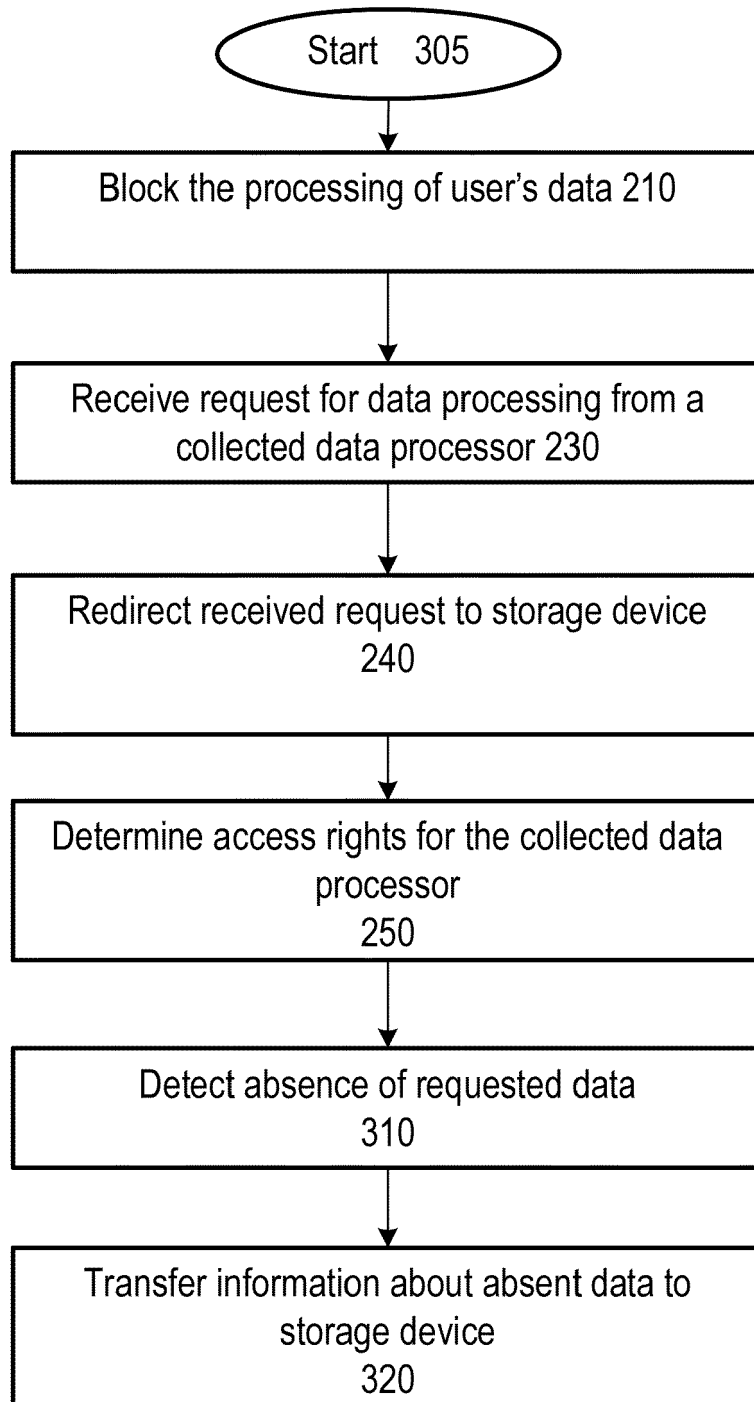 Start 305
Block the processing of user's data 210
Receive request for data processing from a
collected data processor 230
Redirect received request to storage device
240
Determine access rights for the collected data
processor
250
Detect absence of requested data
310
Transfer information about absent data to
storage device
320